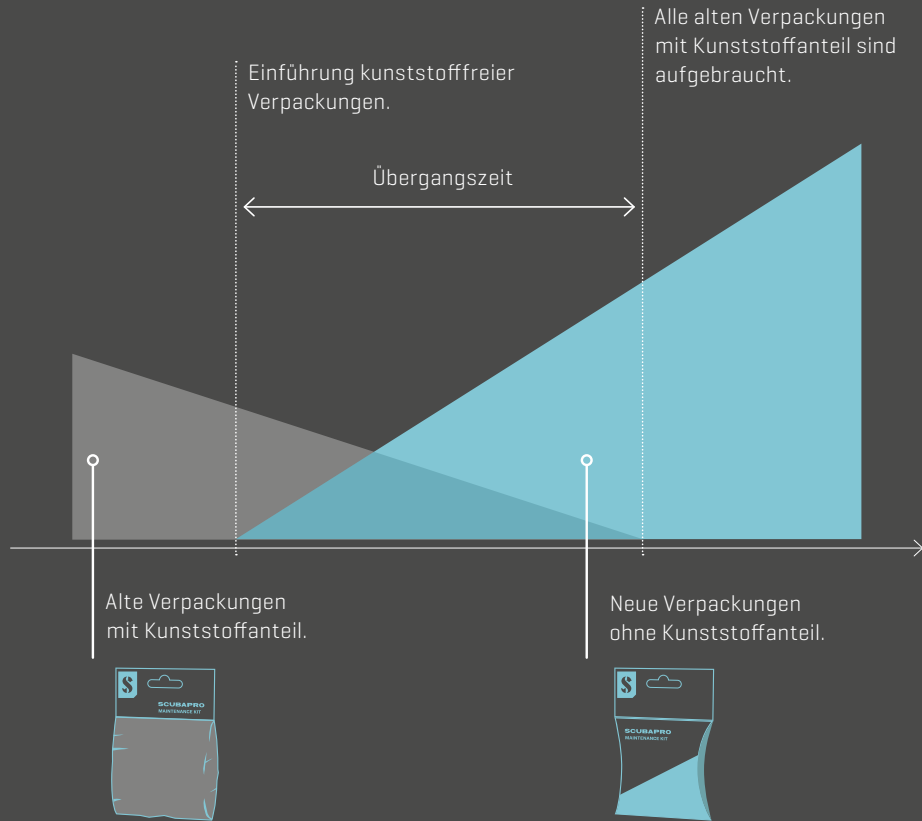 Alle alten Verpackungen
mit Kunststoffanteil sind
aufgebraucht.
Einführung kunststofffreier
Verpackungen.
Übergangszeit
Alte Verpackungen
mit Kunststoffanteil.
Neue Verpackungen
ohne Kunststoffanteil.
S
SCUBAPRO
MAINTENANCE KIT
S
SCUBAPRO
MAINTENANCE KIT